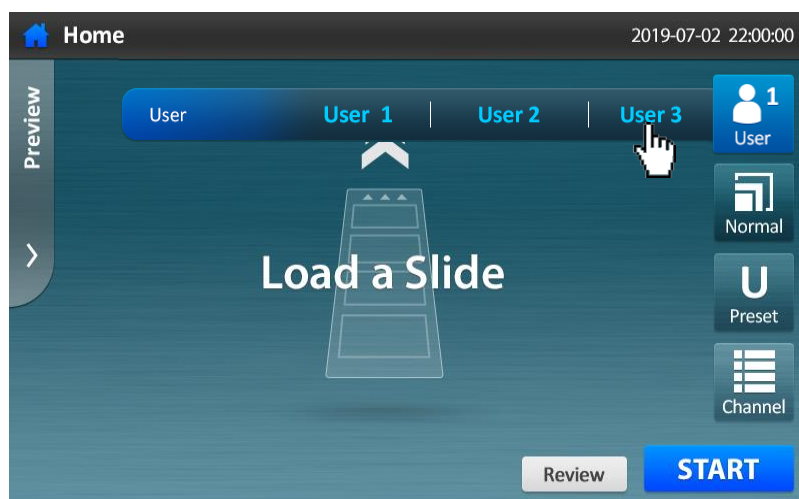 Home 2019-07-02 22:00:00
Preview
User User 1 User 2 User 3
1
User
Normal
Load a Slide
U
Preset
Channel
Review START